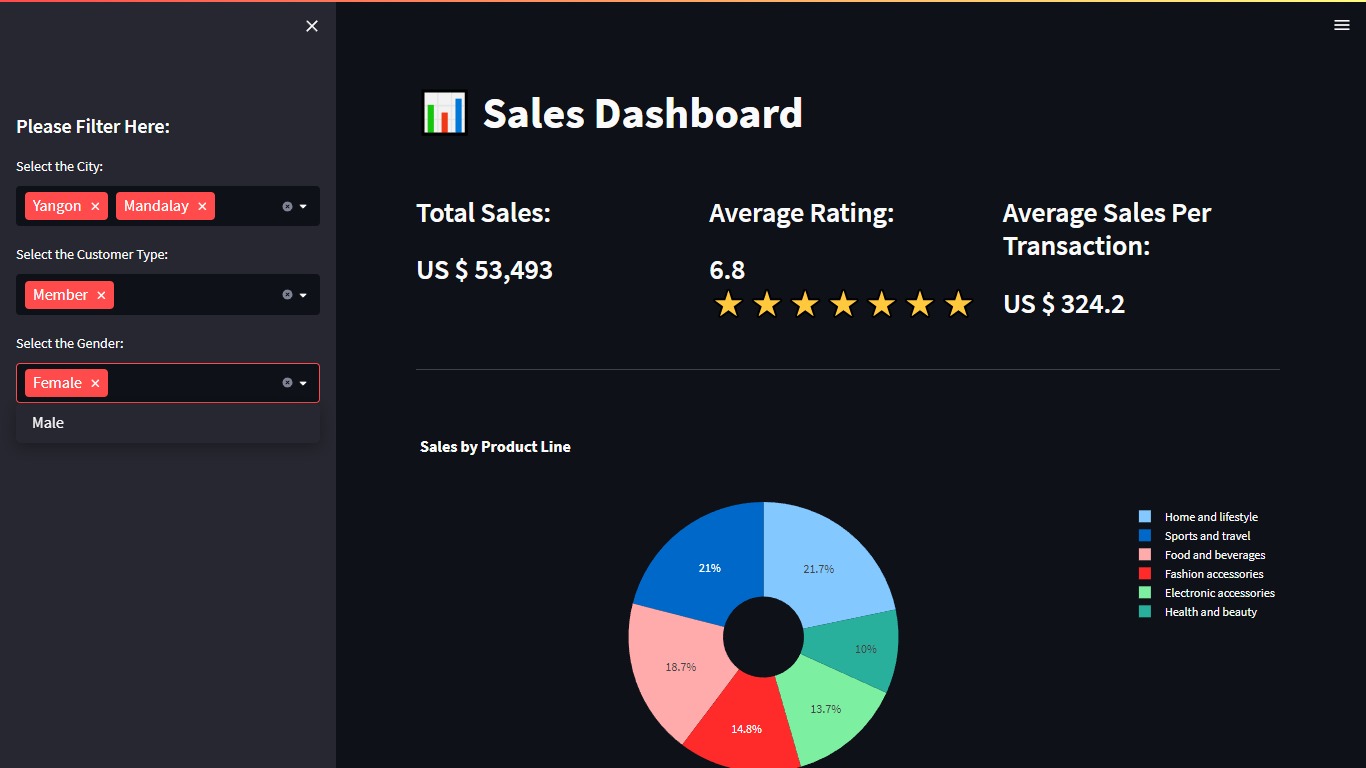 Please Filter Here:
Select the City:
Yangon Mandalay
Select the Customer Type:
Member
Select the Gender:
Female
Male
Sales Dashboard
Total Sales:
US $ 53,493
Average Rating:
6.8
Average Sales Per
Transaction:
US $ 324.2
Sales by Product Line
21%
21.7%
18.7%
10%
14.8%
13.7%
Home and lifestyle
Sports and travel
Food and beverages
Fashion accessories
Electronic accessories
Health and beauty